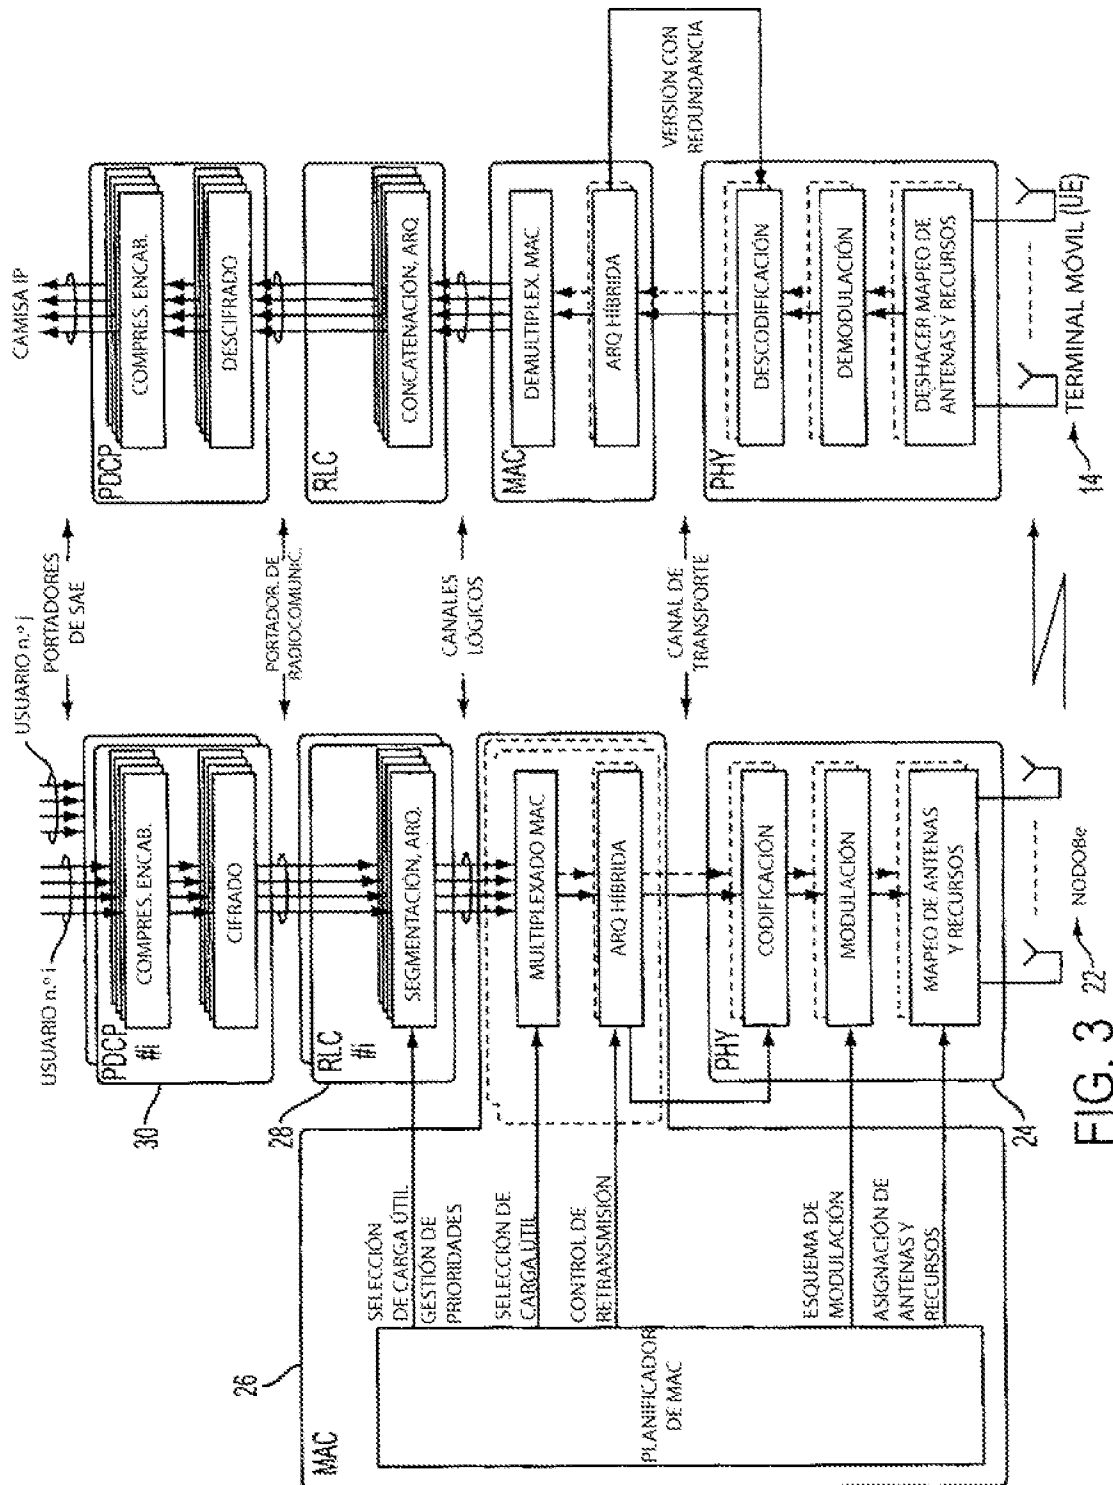 USUARIO n.º i
USUARIO n.º j
PDCP
#i
COMPRES. ENCAB.
CIFRADO
30
RLC
#i
SEGMENTACIÓN, ARQ.
28
MAC
26
PLANIFICADOR
DE MAC
SELECCIÓN
DE CARGA ÚTIL
GESTIÓN DE
PRIORIDADES
SELECCIÓN DE
CARGA ÚTIL
CONTROL DE
RETRANSMISIÓN
ESQUEMA DE
MODULACIÓN
ASIGNACIÓN DE
ANTENAS Y
RECURSOS
MULTIPLEXADO MAC
ARQ HÍBRIDA
PHY
CODIFICACIÓN
MODULACIÓN
MAPEO DE ANTENAS
Y RECURSOS
24
22
NODOBe
PORTADORES
DE SAE
PORTADOR. DE
RADIOCOMUNIC.
CANALES
LÓGICOS
CANAL DE
TRANSPORTE
CAMISA IP
PDCP
COMPRES. ENCAB.
DESCIFRADO
RLC
CONCATENACIÓN, ARQ
MAC
DEMULTIPLEX. MAC
ARQ HÍBRIDA
VERSIÓN CON
REDUNDANCIA
PHY
DESCODIFICACIÓN
DEMODULACIÓN
DESHACER MAPEO DE
ANTENAS Y RECURSOS
14
TERMINAL MÓVIL (UE)
FIG. 3